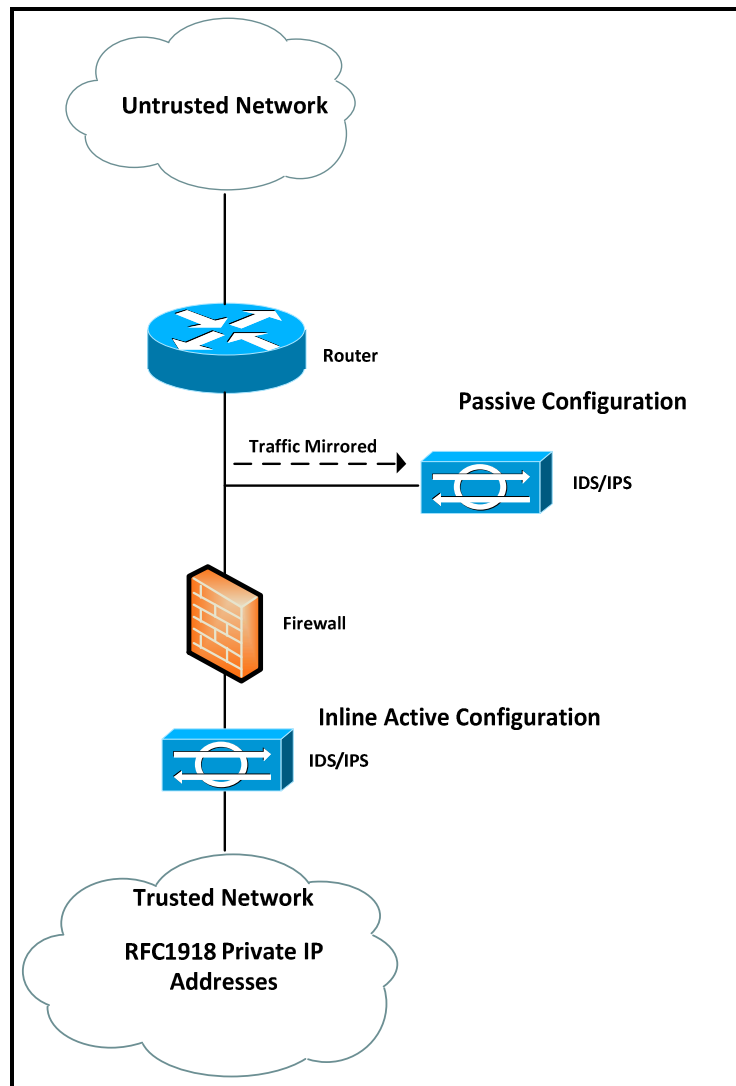 Untrusted Network
Router
Passive Configuration
Traffic Mirrored
IDS/IPS
Firewall
Inline Active Configuration
IDS/IPS
Trusted Network
RFC1918 Private IP
Addresses